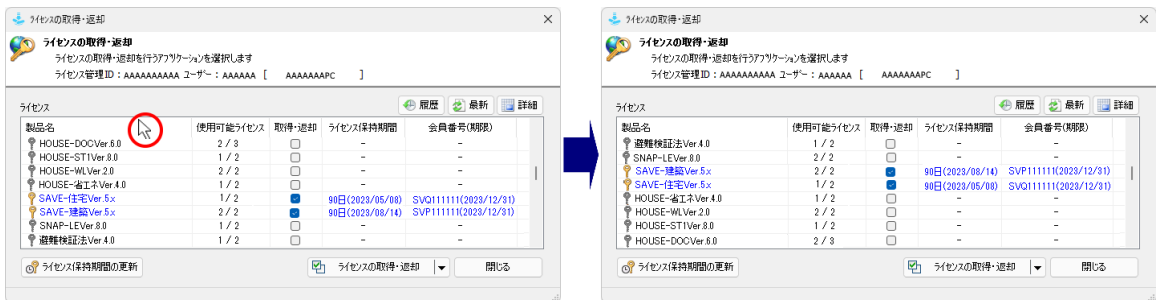 ライセンスの取得・返却
ライセンスの取得・返却
ライセンスの取得・返却を行うアプリケーションを選択します
ライセンス管理ID：AAAAAAAAAA ユーザー：AAAAAA [ AAAAAAAPC ]
ライセンス
履歴 最新 詳細
製品名 使用可能ライセンス 取得・返却 ライセンス保持期間 会員番号(期限)
HOUSE-DOCVer.6.0 2 / 3 - -
HOUSE-ST1Ver.8.0 1 / 2 - -
HOUSE-WLVer.2.0 2 / 2 - -
HOUSE-省エネVer.4.0 1 / 2 - -
SAVE-住宅Ver.5.x 1 / 2 90日(2023/05/08) SVQ111111(2023/12/31)
SAVE-建築Ver.5.x 2 / 2 90日(2023/08/14) SVP111111(2023/12/31)
SNAP-LEVer.8.0 1 / 2 - -
避難検証法Ver.4.0 1 / 2 - -
ライセンス保持期間の更新 ライセンスの取得・返却 閉じる
ライセンスの取得・返却
ライセンスの取得・返却
ライセンスの取得・返却を行うアプリケーションを選択します
ライセンス管理ID：AAAAAAAAAA ユーザー：AAAAAA [ AAAAAAAPC ]
ライセンス
履歴 最新 詳細
製品名 使用可能ライセンス 取得・返却 ライセンス保持期間 会員番号(期限)
避難検証法Ver.4.0 1 / 2 - -
SNAP-LEVer.8.0 2 / 2 - -
SAVE-建築Ver.5.x 2 / 2 90日(2023/08/14) SVP111111(2023/12/31)
SAVE-住宅Ver.5.x 1 / 2 90日(2023/05/08) SVQ111111(2023/12/31)
HOUSE-省エネVer.4.0 1 / 2 - -
HOUSE-WLVer.2.0 2 / 2 - -
HOUSE-ST1Ver.8.0 1 / 2 - -
HOUSE-DOCVer.6.0 2 / 3 - -
ライセンス保持期間の更新 ライセンスの取得・返却 閉じる